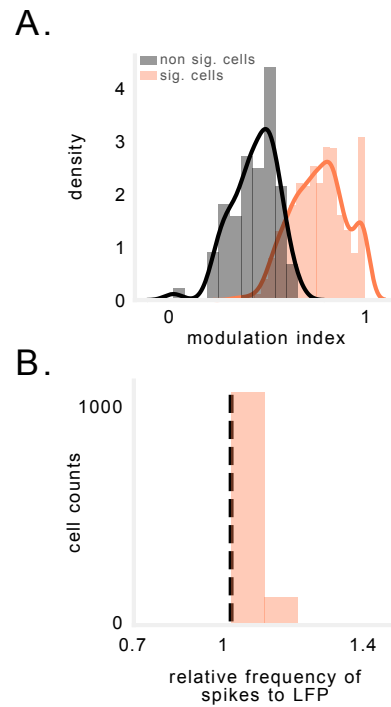 A.
non sig. cells
sig. cells
density
4
3
2
1
0
0
1
modulation index
B.
cell counts
1000
0
0.7
1
1.4
relative frequency of
spikes to LFP